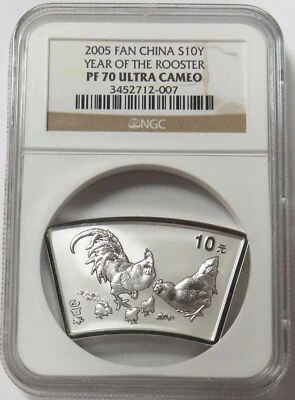 2005 FAN CHINA S10Y
YEAR OF THE ROOSTER
PF 70 ULTRA CAMEO
3452712-007
NGC
10元